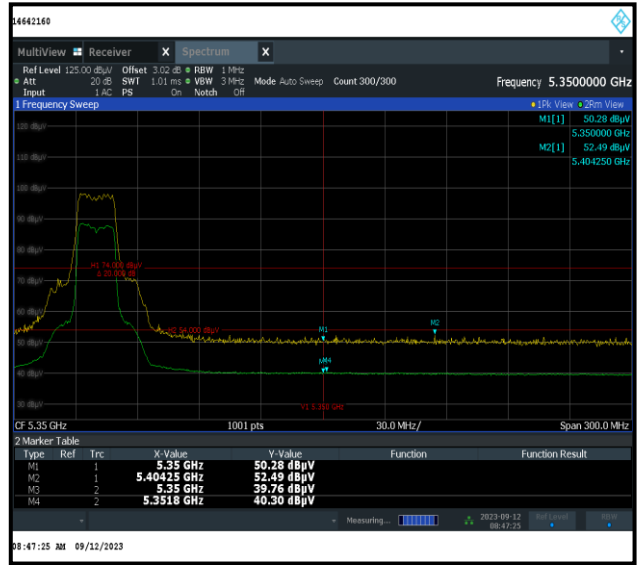 14642160
MultiView Receiver X Spectrum X
Ref Level 125.00 dBµV Offset 3.02 dB RBW 1 MHz
Att 20 dB SWT 1.01 ms VBW 3 MHz Mode Auto Sweep Count 300/300 Frequency 5.3500000 GHz
Input 1 AC PS On Notch Off
1 Frequency Sweep 1Pk View 2Rm View
M1[1] 50.28 dBµV
5.350000 GHz
M2[1] 52.49 dBµV
5.404250 GHz
120 dBµV
110 dBµV
100 dBµV
90 dBµV
80 dBµV
H1 74.000 dBµV
70 dBµV
60 dBµV
H2 54.000 dBµV
M1
M2
50 dBµV
M4
40 dBµV
30 dBµV
CF 5.35 GHz 1001 pts 30.0 MHz/ Span 300.0 MHz
2 Marker Table
Type Ref Trc X-Value Y-Value Function Function Result
M1 1 5.35 GHz 50.28 dBµV
M2 1 5.40425 GHz 52.49 dBµV
M3 2 5.35 GHz 39.76 dBµV
M4 2 5.3518 GHz 40.30 dBµV
Measuring... 2023-09-12 Ref Level RBW
08:47:25
08:47:25 AM 09/12/2023